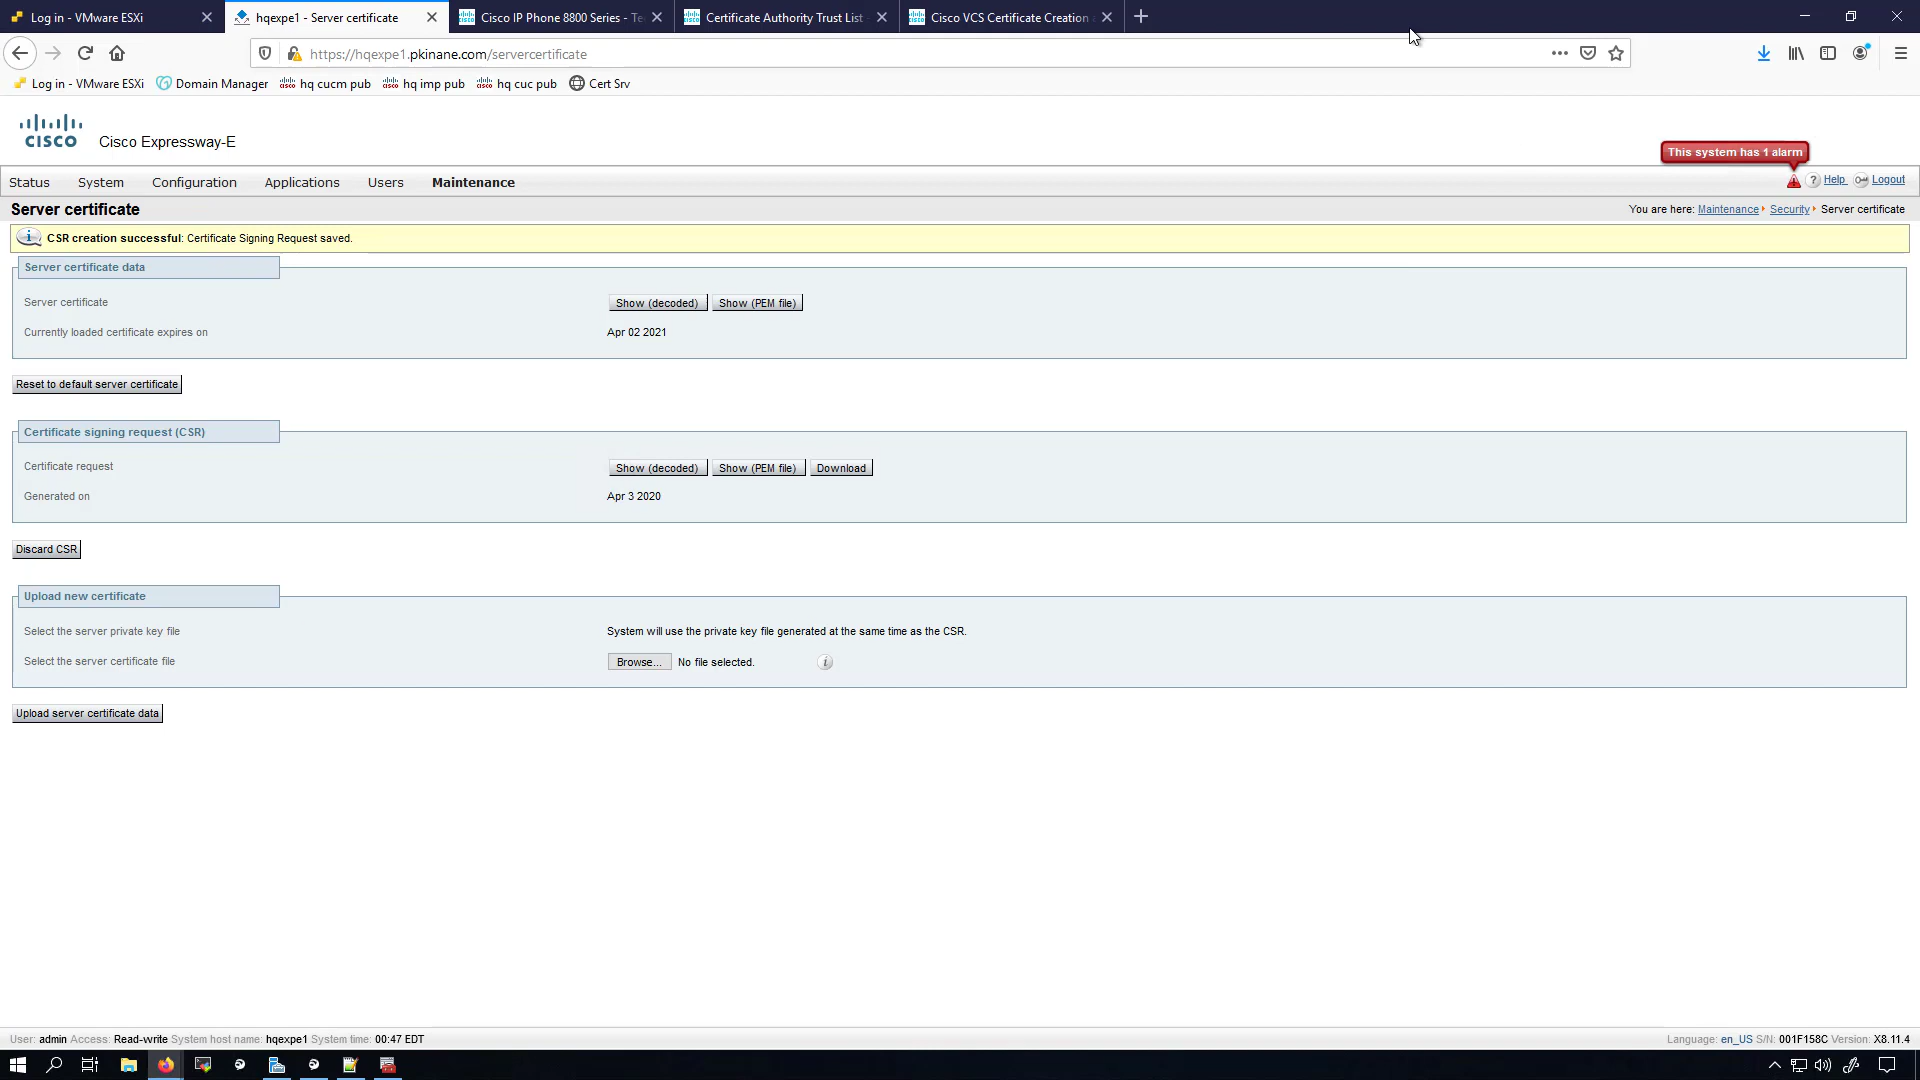 Log in - VMware ESXi
hqexpe1 - Server certificate
Cisco IP Phone 8800 Series - Te
Certificate Authority Trust List
Cisco VCS Certificate Creation
https://hqexpe1.pkinane.com/servercertificate
Log in - VMware ESXi
Domain Manager
hq cucm pub
hq imp pub
hq cuc pub
Cert Srv
CISCO
Cisco Expressway-E
This system has 1 alarm
Status System Configuration Applications Users Maintenance
? Help Logout
Server certificate
You are here: Maintenance Security Server certificate
CSR creation successful: Certificate Signing Request saved.
Server certificate data
Server certificate Show (decoded) Show (PEM file)
Currently loaded certificate expires on Apr 02 2021
Reset to default server certificate
Certificate signing request (CSR)
Certificate request Show (decoded) Show (PEM file) Download
Generated on Apr 3 2020
Discard CSR
Upload new certificate
Select the server private key file System will use the private key file generated at the same time as the CSR.
Select the server certificate file Browse... No file selected. i
Upload server certificate data
User: admin Access: Read-write System host name: hqexpe1 System time: 00:47 EDT
Language: en_US S/N: 001F158C Version: X8.11.4